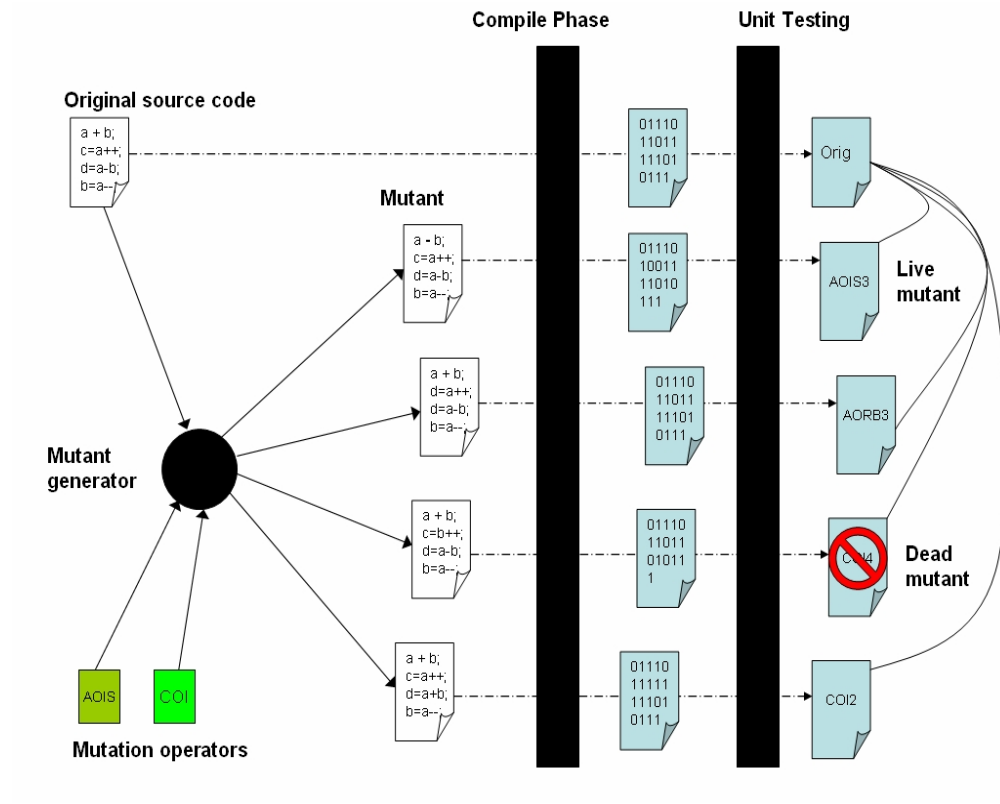 Compile Phase
Unit Testing
Original source code
a + b;
c=a++;
d=a-b;
b=a--;
01110
11011
11101
0111
Orig
Mutant
a - b;
c=a++;
d=a-b;
b=a--;
01110
10011
11010
111
AOIS3
Live
mutant
a + b;
d=a++;
d=a-b;
b=a--;
01110
11011
11101
0111
AORB3
Mutant
generator
a + b;
c=b++;
d=a-b;
b=a--;
01110
11011
01011
1
COI4
Dead
mutant
a + b;
c=a++;
d=a+b;
b=a--;
01110
11111
11101
0111
COI2
AOIS
COI
Mutation operators